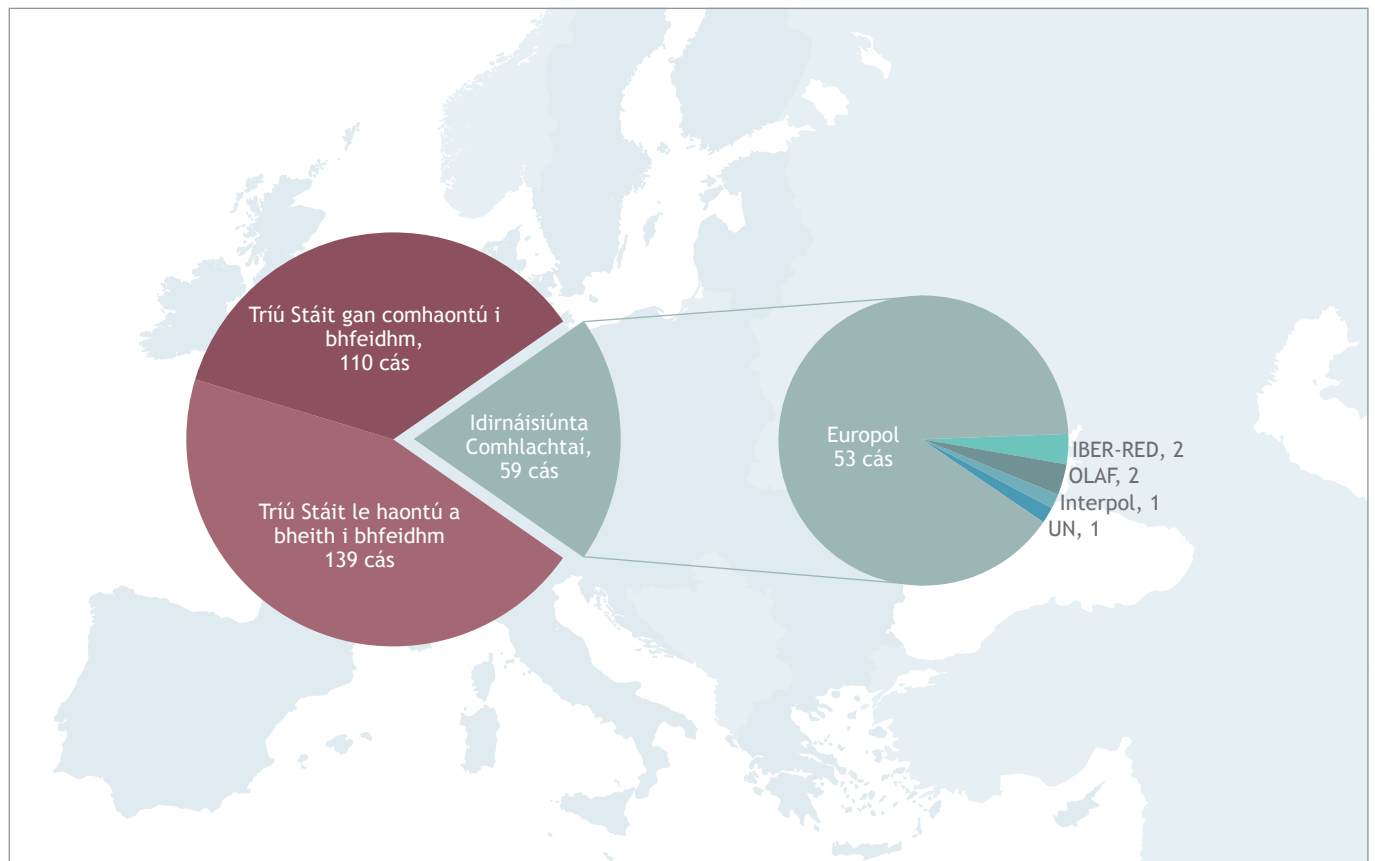 Tríú Stáit gan comhaontú i
bhfeidhm,
110 cás
Idirnáisiúnta
Comhlachtaí,
59 cás
Tríú Stáit le haontú a
bheith i bhfeidhm
139 cás
Europol
53 cás
IBER-RED, 2
OLAF, 2
Interpol, 1
UN, 1